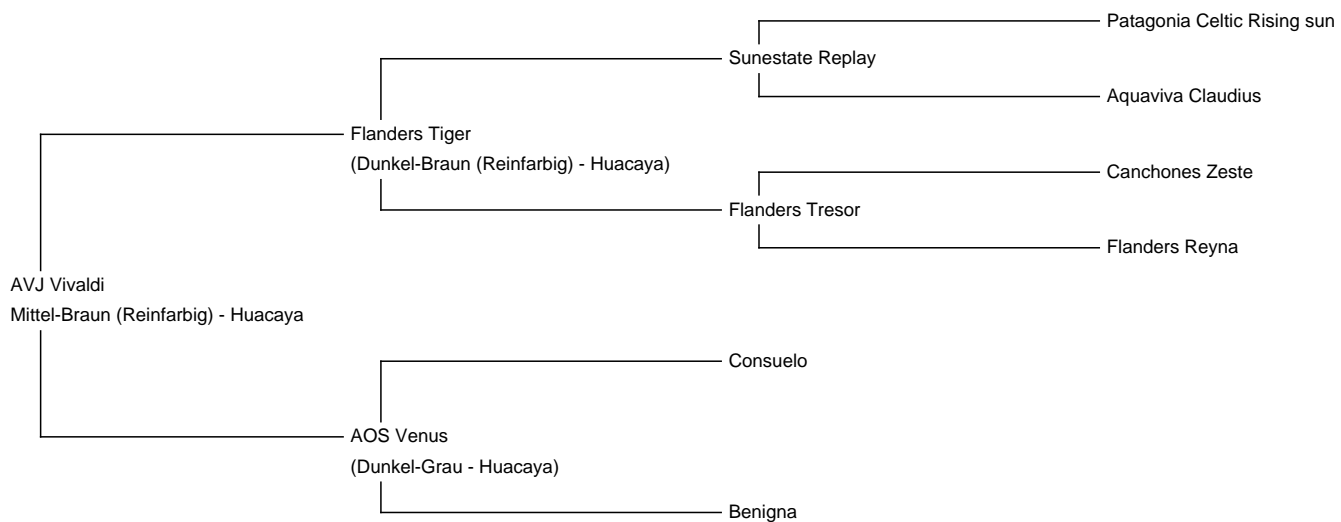 Patagonia Celtic Rising sun
Sunestate Replay
Aquaviva Claudius
Flanders Tiger
(Dunkel-Braun (Reinfarbig) - Huacaya)
Canchones Zeste
Flanders Tresor
Flanders Reyna
AVJ Vivaldi
Mittel-Braun (Reinfarbig) - Huacaya
Consuelo
AOS Venus
(Dunkel-Grau - Huacaya)
Benigna